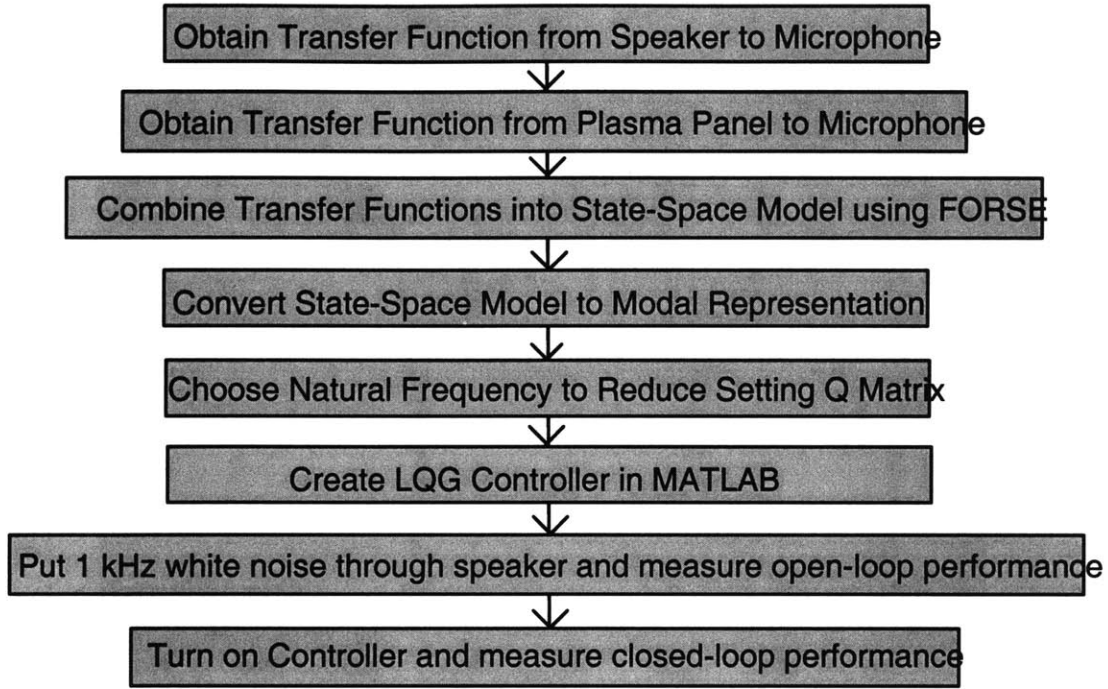 Obtain Transfer Function from Speaker to Microphone
Obtain Transfer Function from Plasma Panel to Microphone
Combine Transfer Functions into State-Space Model using FORSE
Convert State-Space Model to Modal Representation
Choose Natural Frequency to Reduce Setting Q Matrix
Create LQG Controller in MATLAB
Put 1 kHz white noise through speaker and measure open-loop performance
Turn on Controller and measure closed-loop performance